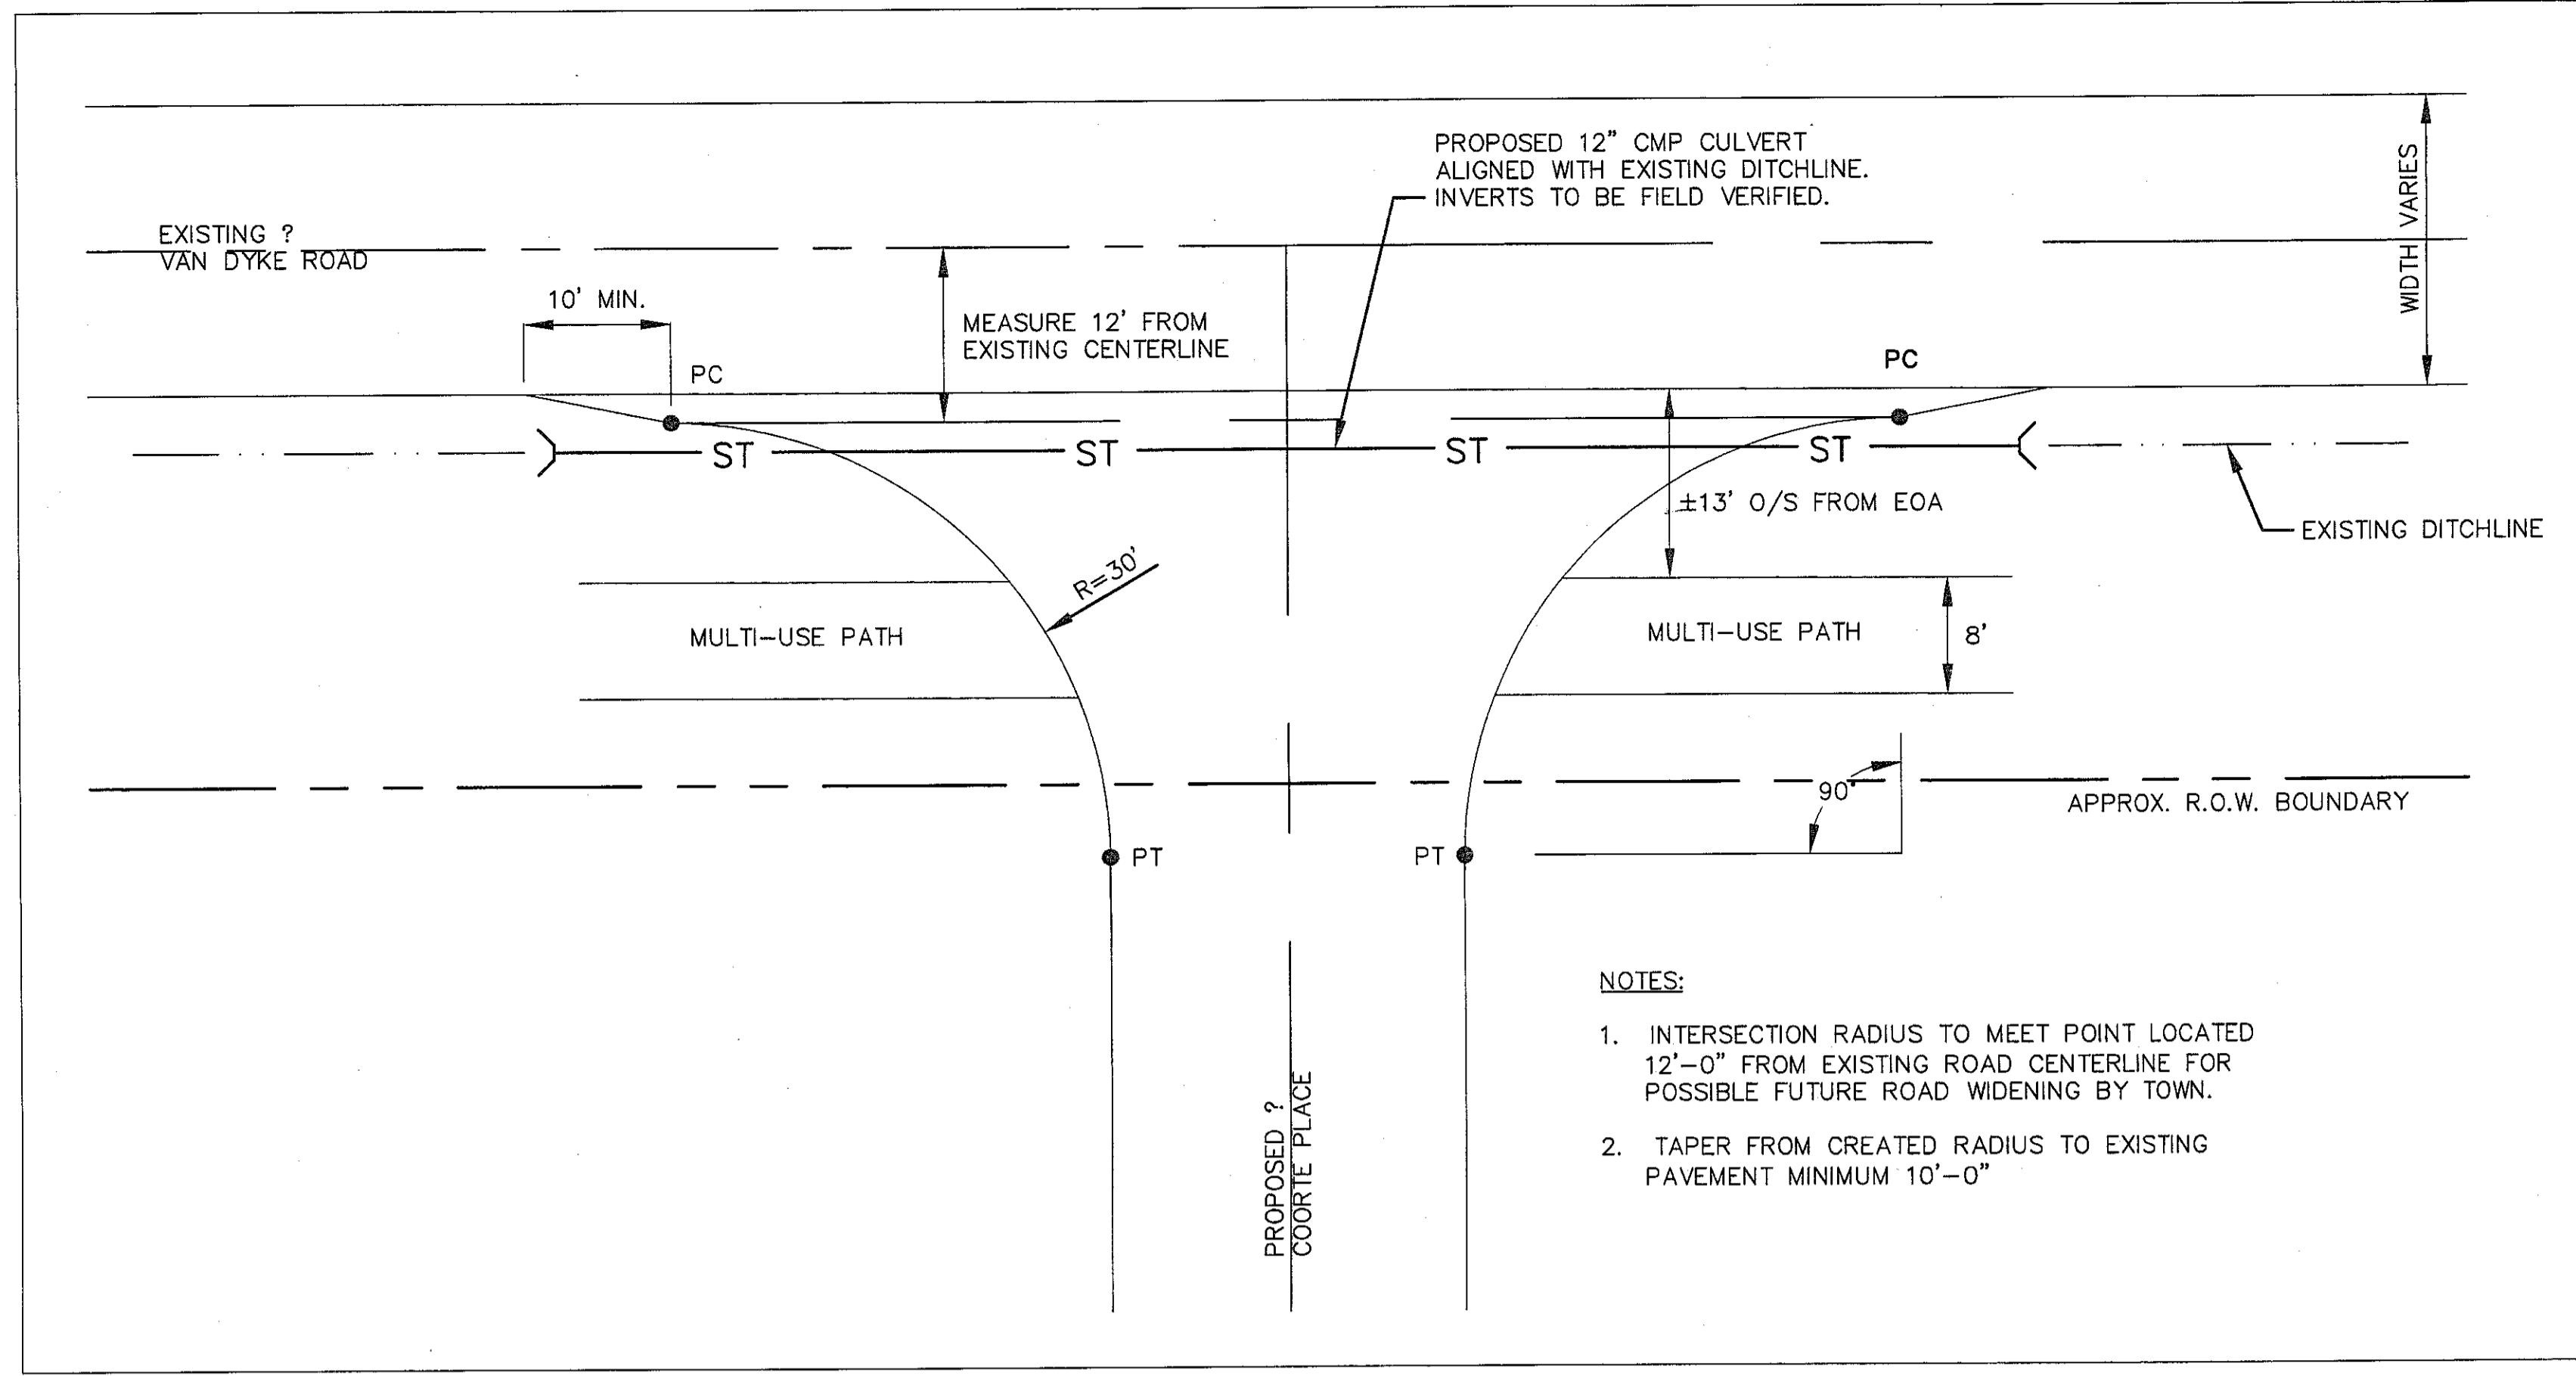 PROPOSED 12" CMP CULVERT
ALIGNED WITH EXISTING DITCHLINE.
INVERTS TO BE FIELD VERIFIED.
WIDTH VARIES
EXISTING ?
VAN DYKE ROAD
10' MIN.
MEASURE 12' FROM
EXISTING CENTERLINE
PC
PC
ST
ST
ST
ST
±13' O/S FROM EOA
EXISTING DITCHLINE
R=30'
MULTI-USE PATH
MULTI-USE PATH
8'
90°
APPROX. R.O.W. BOUNDARY
PT
PT
PROPOSED ?
COORTE PLACE
NOTES:
1. INTERSECTION RADIUS TO MEET POINT LOCATED
12'-0" FROM EXISTING ROAD CENTERLINE FOR
POSSIBLE FUTURE ROAD WIDENING BY TOWN.
2. TAPER FROM CREATED RADIUS TO EXISTING
PAVEMENT MINIMUM 10'-0"